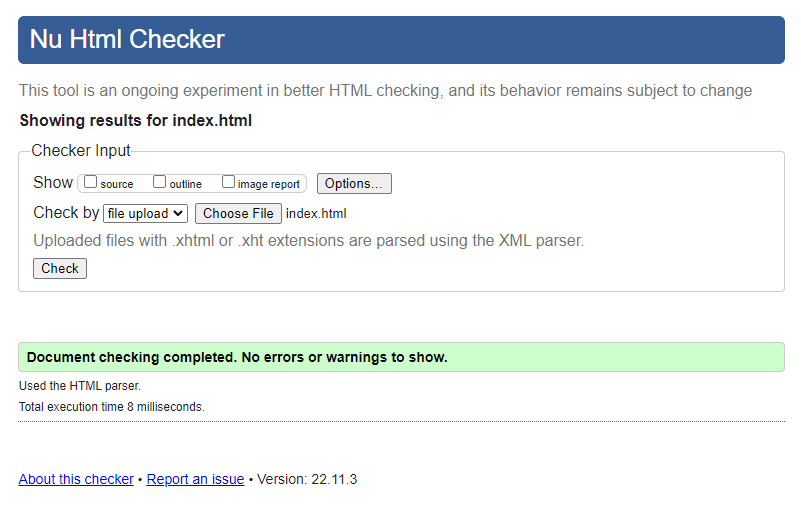 Nu Html Checker
This tool is an ongoing experiment in better HTML checking, and its behavior remains subject to change
Showing results for index.html
Checker Input
Show source outline image report Options...
Check by file upload Choose File index.html
Uploaded files with .xhtml or .xht extensions are parsed using the XML parser.
Check
Document checking completed. No errors or warnings to show.
Used the HTML parser.
Total execution time 8 milliseconds.
About this checker • Report an issue • Version: 22.11.3